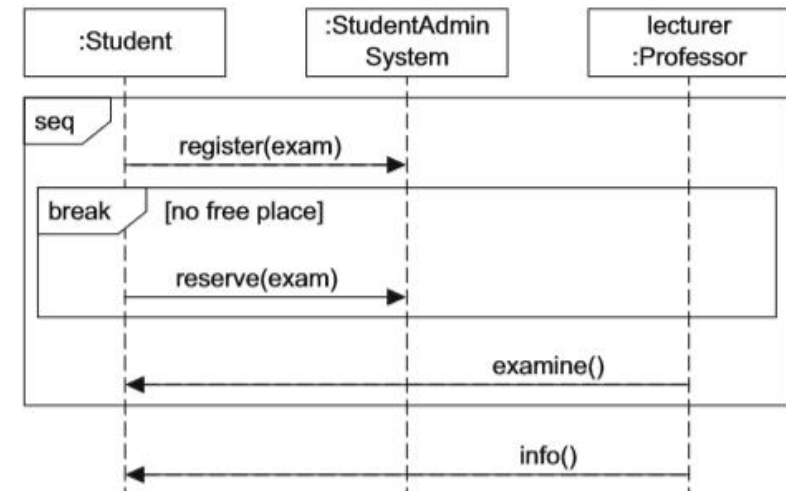 :Student
:StudentAdmin
System
lecturer
:Professor
seq
register(exam)
break
[no free place]
reserve(exam)
examine()
info()